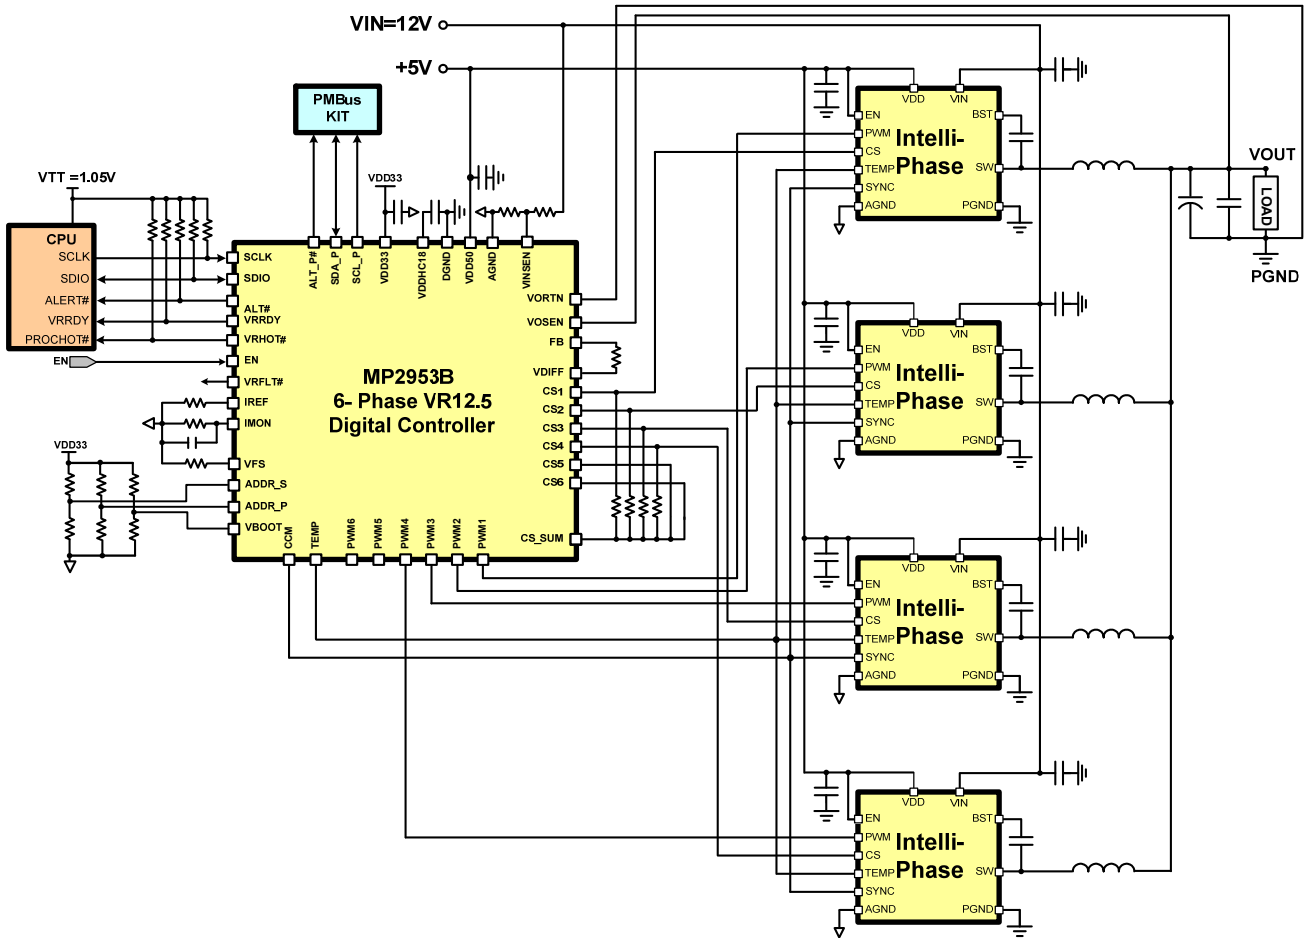 VIN=12V
+5V
PMBus
KIT
VTT =1.05V
VDD33
CPU
SCLK
SDIO
ALERT#
VRRDY
PROCHOT#
EN
VDD33
ALT_P#
SDA_P
SCL_P
VDD33
VDDHC18
DGND
VDD50
AGND
VINSEN
SCLK
SDIO
ALT#
VRRDY
VRHOT#
EN
VRFLT#
IREF
IMON
VFS
ADDR_S
ADDR_P
VBOOT
MP2953B
6- Phase VR12.5
Digital Controller
VORTN
VOSEN
FB
VDIFF
CS1
CS2
CS3
CS4
CS5
CS6
CS_SUM
CCM
TEMP
PWM6
PWM5
PWM4
PWM3
PWM2
PWM1
VDD
VIN
EN
PWM
CS
TEMP
SYNC
AGND
Intelli-
Phase
BST
SW
PGND
VOUT
LOAD
PGND
VDD
VIN
EN
PWM
CS
TEMP
SYNC
AGND
Intelli-
Phase
BST
SW
PGND
VDD
VIN
EN
PWM
CS
TEMP
SYNC
AGND
Intelli-
Phase
BST
SW
PGND
VDD
VIN
EN
PWM
CS
TEMP
SYNC
AGND
Intelli-
Phase
BST
SW
PGND